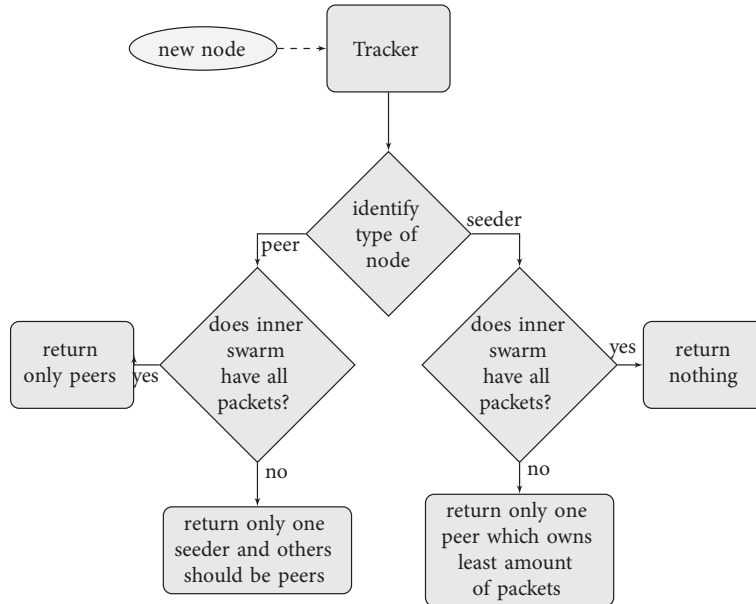 new node
Tracker
identify
type of
node
peer
seeder
does inner
swarm
have all
packets?
does inner
swarm
have all
packets?
return
only peers
yes
yes
return
nothing
no
no
return only one
seeder and others
should be peers
return only one
peer which owns
least amount
of packets